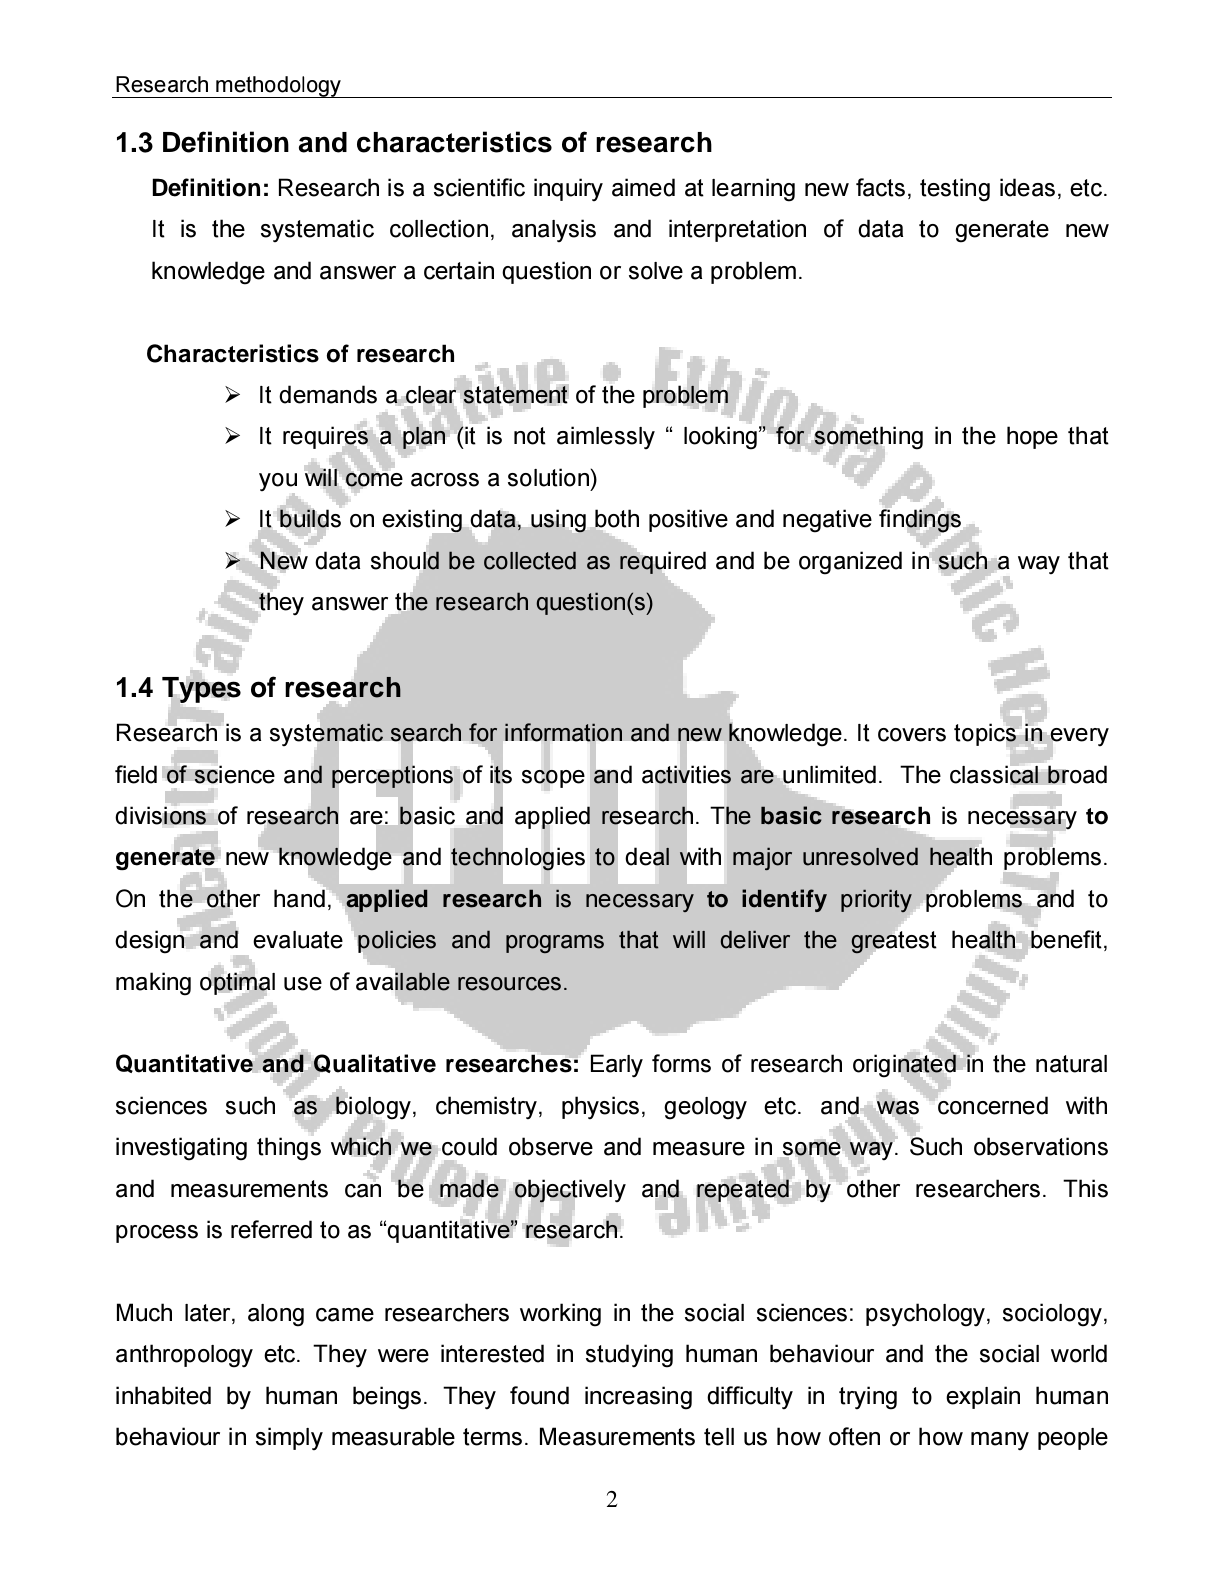 Research methodology
1.3 Definition and characteristics of research
Definition: Research is a scientific inquiry aimed at learning new facts, testing ideas, etc.
It is the systematic collection, analysis and interpretation of data to generate new
knowledge and answer a certain question or solve a problem.
Characteristics of research
➢ It demands a clear statement of the problem
➢ It requires a plan (it is not aimlessly “ looking” for something in the hope that
you will come across a solution)
➢ It builds on existing data, using both positive and negative findings
➢ New data should be collected as required and be organized in such a way that
they answer the research question(s)
1.4 Types of research
Research is a systematic search for information and new knowledge. It covers topics in every
field of science and perceptions of its scope and activities are unlimited.  The classical broad
divisions of research are: basic and applied research. The basic research is necessary to
generate new knowledge and technologies to deal with major unresolved health problems.
On the other hand, applied research is necessary to identify priority problems and to
design and evaluate policies and programs that will deliver the greatest health benefit,
making optimal use of available resources.
Quantitative and Qualitative researches: Early forms of research originated in the natural
sciences such as biology, chemistry, physics, geology etc. and was concerned with
investigating things which we could observe and measure in some way. Such observations
and measurements can be made objectively and repeated by other researchers. This
process is referred to as “quantitative” research.
Much later, along came researchers working in the social sciences: psychology, sociology,
anthropology etc. They were interested in studying human behaviour and the social world
inhabited by human beings. They found increasing difficulty in trying to explain human
behaviour in simply measurable terms. Measurements tell us how often or how many people
2
Ethiopia Public Health Training Initiative • Ethiopia Public Health Training Initiative •
EPHTI